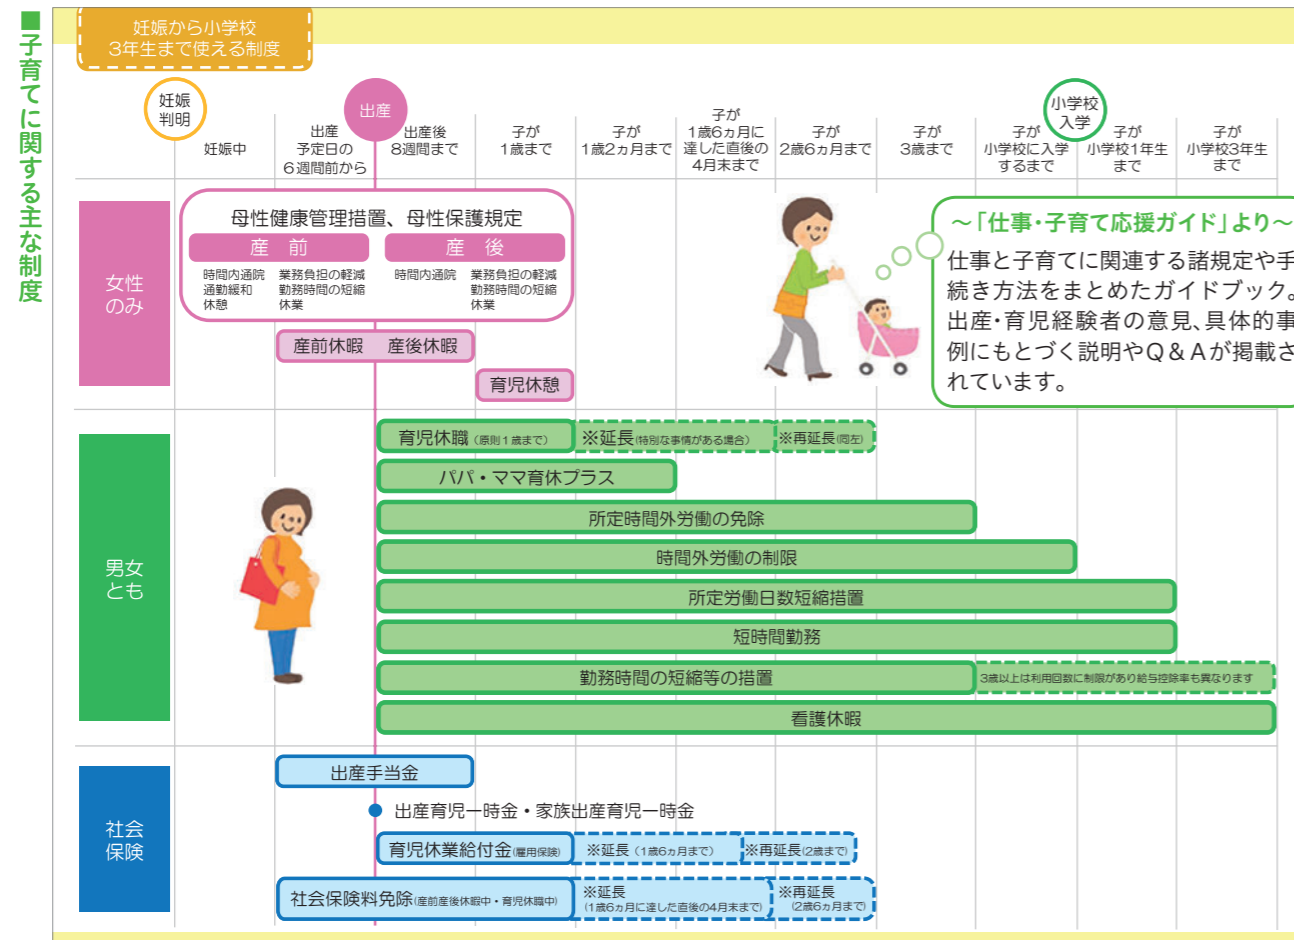 ■子育てに関する主な制度
妊娠から小学校
3年生まで使える制度
妊娠
判明
出産
小学校
入学
妊娠中
出産
予定日の
6週間前から
出産後
8週間まで
子が
1歳まで
子が
1歳2ヵ月まで
子が
1歳6ヵ月に
達した直後の
4月末まで
子が
2歳6ヵ月まで
子が
3歳まで
子が
小学校に入学
するまで
子が
小学校1年生
まで
子が
小学校3年生
まで
女性
のみ
母性健康管理措置、母性保護規定
産 前
産 後
時間内通院
通勤緩和
休憩
業務負担の軽減
勤務時間の短縮
休業
時間内通院
業務負担の軽減
勤務時間の短縮
休業
産前休暇 産後休暇
育児休憩
～「仕事・子育て応援ガイド」より～
仕事と子育てに関連する諸規定や手
続き方法をまとめたガイドブック。
出産・育児経験者の意見、具体的事
例にもとづく説明やQ＆Aが掲載さ
れています。
男女
とも
育児休職（原則1歳まで）
※延長（特別な事情がある場合）
※再延長（同左）
パパ・ママ育休プラス
所定時間外労働の免除
時間外労働の制限
所定労働日数短縮措置
短時間勤務
勤務時間の短縮等の措置
3歳以上は利用回数に制限があり給与控除率も異なります
看護休暇
社会
保険
出産手当金
出産育児一時金・家族出産育児一時金
育児休業給付金（雇用保険）
※延長（1歳6ヵ月まで）
※再延長（2歳まで）
社会保険料免除（産前産後休暇中・育児休職中）
※延長
（1歳6ヵ月に達した直後の4月末まで）
※再延長
（2歳6ヵ月まで）